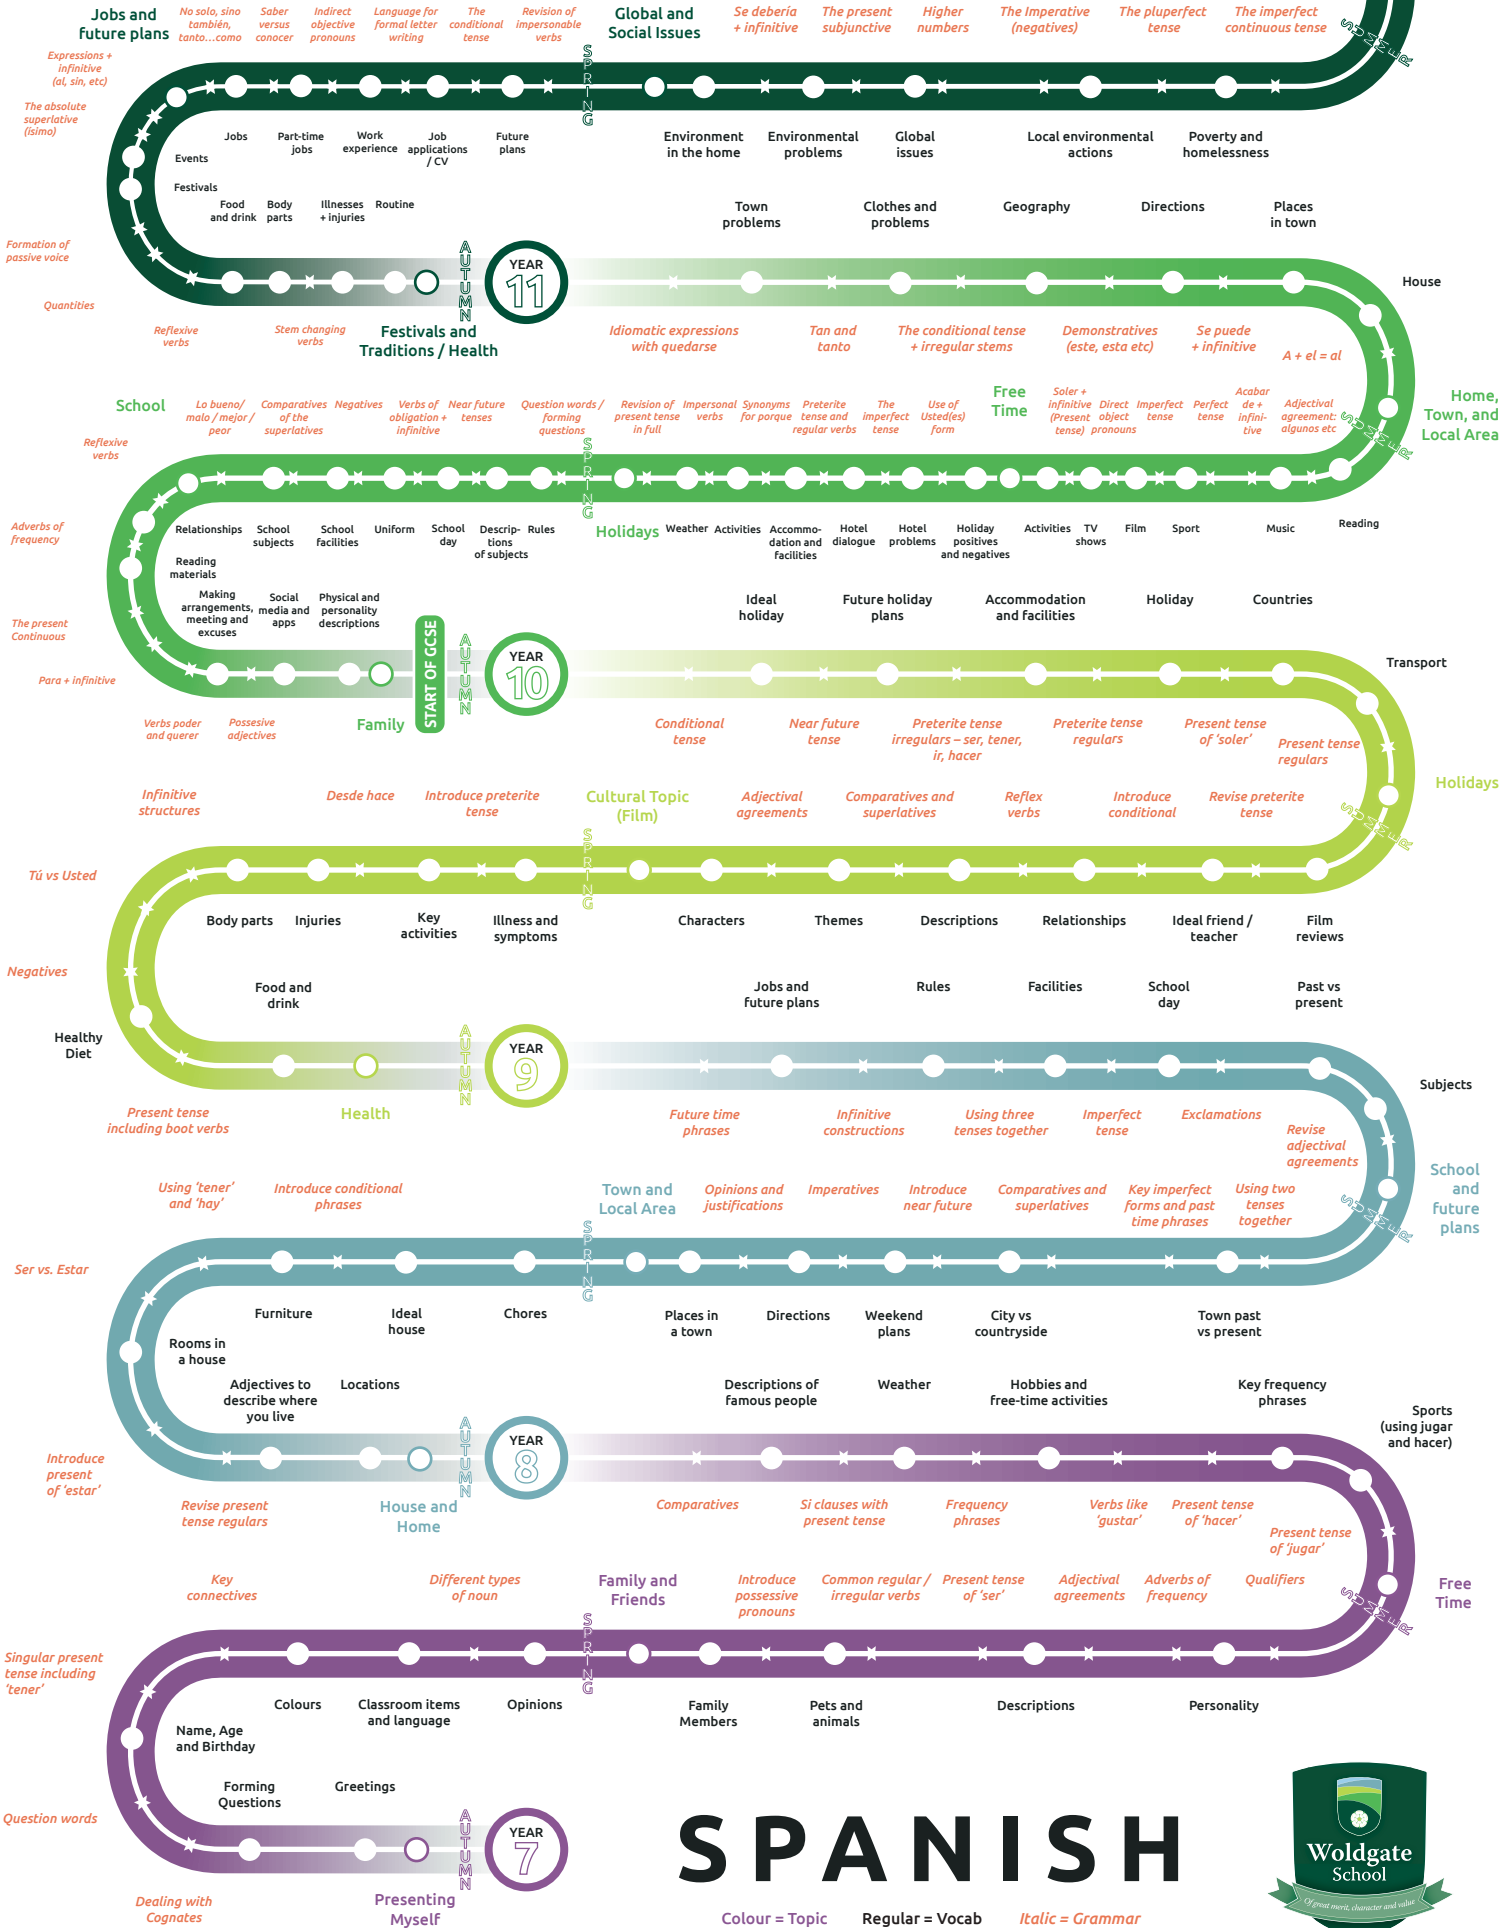 Jobs and
future plans
No solo, sino
también,
tanto...como
Saber
versus
conocer
Indirect
objective
pronouns
Language for
formal letter
writing
The
conditional
tense
Revision of
impersonable
verbs
Global and
Social Issues
Se debería
+ infinitive
The present
subjunctive
Higher
numbers
The Imperative
(negatives)
The pluperfect
tense
The imperfect
continuous tense
SUMMER
Expressions +
infinitive
(al, sin, etc)
The absolute
superlative
(ísimo)
SPRING
Events
Festivals
Jobs
Part-time
jobs
Work
experience
Job
applications
/ CV
Future
plans
Environment
in the home
Environmental
problems
Global
issues
Local environmental
actions
Poverty and
homelessness
Food
and drink
Body
parts
Illnesses
+ injuries
Routine
Town
problems
Clothes and
problems
Geography
Directions
Places
in town
Formation of
passive voice
Quantities
AUTUMN
YEAR
11
House
Reflexive
verbs
Stem changing
verbs
Festivals and
Traditions / Health
Idiomatic expressions
with quedarse
Tan and
tanto
The conditional tense
+ irregular stems
Demonstratives
(este, esta etc)
Se puede
+ infinitive
A + el = al
School
Lo bueno/
malo / mejor /
peor
Comparatives
of the
superlatives
Negatives
Verbs of
obligation +
infinitive
Near future
tenses
Question words /
forming
questions
Revision of
present tense
in full
Impersonal
verbs
Synonyms
for porque
Preterite
tense and
regular verbs
The
imperfect
tense
Use of
Usted(es)
form
Free
Time
Soler +
infinitive
(Present
tense)
Direct
object
pronouns
Imperfect
tense
Perfect
tense
Acabar
de +
infini-
tive
Adjectival
agreement:
algunos etc
Home,
Town, and
Local Area
SUMMER
Reflexive
verbs
SPRING
Adverbs of
frequency
Relationships
School
subjects
School
facilities
Uniform
School
day
Descrip-
tions
of subjects
Rules
Holidays
Weather
Activities
Accommo-
dation and
facilities
Hotel
dialogue
Hotel
problems
Holiday
positives
and negatives
Activities
TV
shows
Film
Sport
Music
Reading
Reading
materials
Making
arrangements,
meeting and
excuses
Social
media and
apps
Physical and
personality
descriptions
Ideal
holiday
Future holiday
plans
Accommodation
and facilities
Holiday
Countries
The present
Continuous
Para + infinitive
START OF GCSE
AUTUMN
YEAR
10
Transport
Verbs poder
and querer
Possesive
adjectives
Family
Conditional
tense
Near future
tense
Preterite tense
irregulars – ser, tener,
ir, hacer
Preterite tense
regulars
Present tense
of ‘soler’
Present tense
regulars
Holidays
Infinitive
structures
Desde hace
Introduce preterite
tense
Cultural Topic
(Film)
Adjectival
agreements
Comparatives and
superlatives
Reflex
verbs
Introduce
conditional
Revise preterite
tense
SUMMER
SPRING
Tú vs Usted
Body parts
Injuries
Key
activities
Illness and
symptoms
Characters
Themes
Descriptions
Relationships
Ideal friend /
teacher
Film
reviews
Negatives
Food and
drink
Jobs and
future plans
Rules
Facilities
School
day
Past vs
present
Healthy
Diet
AUTUMN
YEAR
9
Subjects
Present tense
including boot verbs
Health
Future time
phrases
Infinitive
constructions
Using three
tenses together
Imperfect
tense
Exclamations
Revise
adjectival
agreements
School
and
future
plans
Using ‘tener’
and ‘hay’
Introduce conditional
phrases
Town and
Local Area
Opinions and
justifications
Imperatives
Introduce
near future
Comparatives and
superlatives
Key imperfect
forms and past
time phrases
Using two
tenses
together
SUMMER
SPRING
Ser vs. Estar
Rooms in
a house
Furniture
Ideal
house
Chores
Places in
a town
Directions
Weekend
plans
City vs
countryside
Town past
vs present
Adjectives to
describe where
you live
Locations
Descriptions of
famous people
Weather
Hobbies and
free-time activities
Key frequency
phrases
Sports
(using jugar
and hacer)
Introduce
present
of ‘estar’
AUTUMN
YEAR
8
Revise present
tense regulars
House and
Home
Comparatives
Si clauses with
present tense
Frequency
phrases
Verbs like
‘gustar’
Present tense
of ‘hacer’
Present tense
of ‘jugar’
Key
connectives
Different types
of noun
Family and
Friends
Introduce
possessive
pronouns
Common regular /
irregular verbs
Present tense
of ‘ser’
Adjectival
agreements
Adverbs of
frequency
Qualifiers
Free
Time
SUMMER
SPRING
Singular present
tense including
‘tener’
Name, Age
and Birthday
Colours
Classroom items
and language
Opinions
Family
Members
Pets and
animals
Descriptions
Personality
Forming
Questions
Greetings
Question words
AUTUMN
YEAR
7
Dealing with
Cognates
Presenting
Myself
SPANISH
Colour = Topic
Regular = Vocab
Italic = Grammar
Woldgate
School
Of great merit, character and value